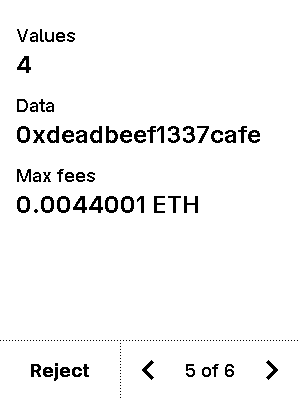 Values
4
Data
0xdeadbeef1337cafe
Max fees
0.0044001 ETH
Reject
5 of 6